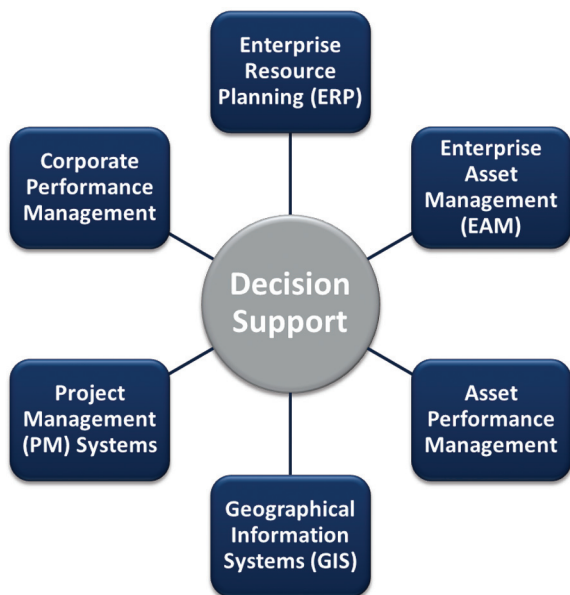 Enterprise
Resource
Planning (ERP)
Enterprise
Asset
Management
(EAM)
Asset
Performance
Management
Geographical
Information
Systems (GIS)
Project
Management
(PM) Systems
Corporate
Performance
Management
Decision
Support